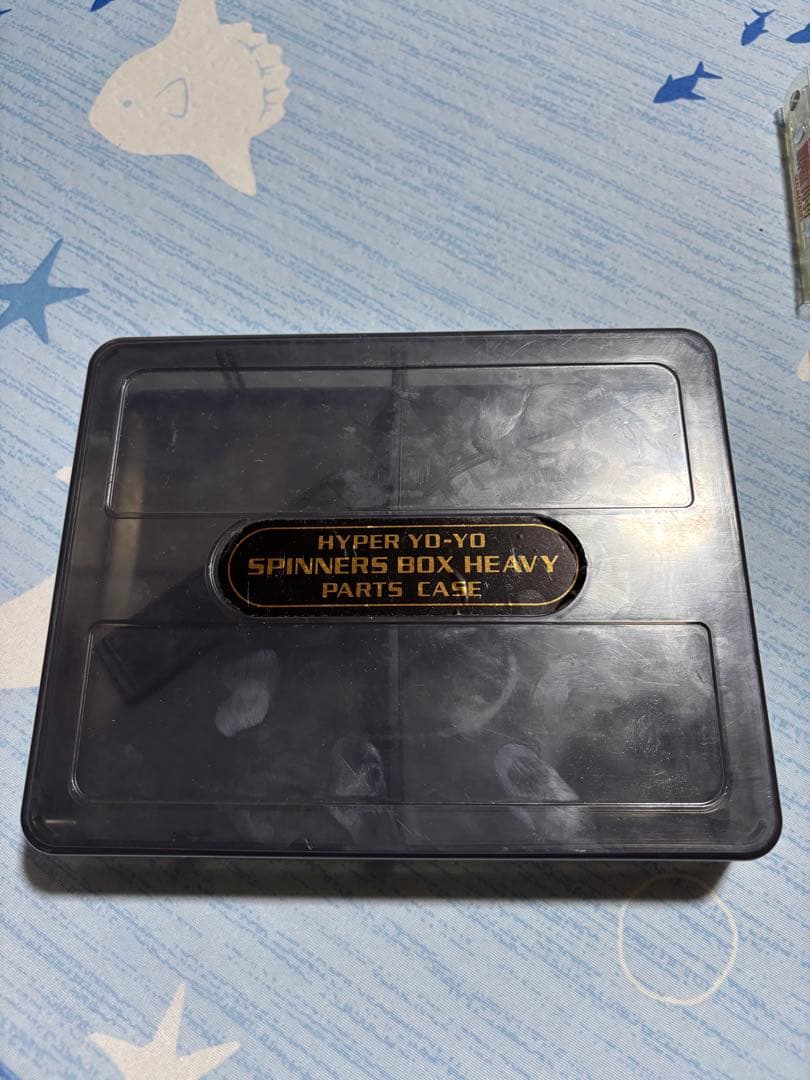 HYPER YO-YO
SPINNERS BOX HEAVY
PARTS CASE